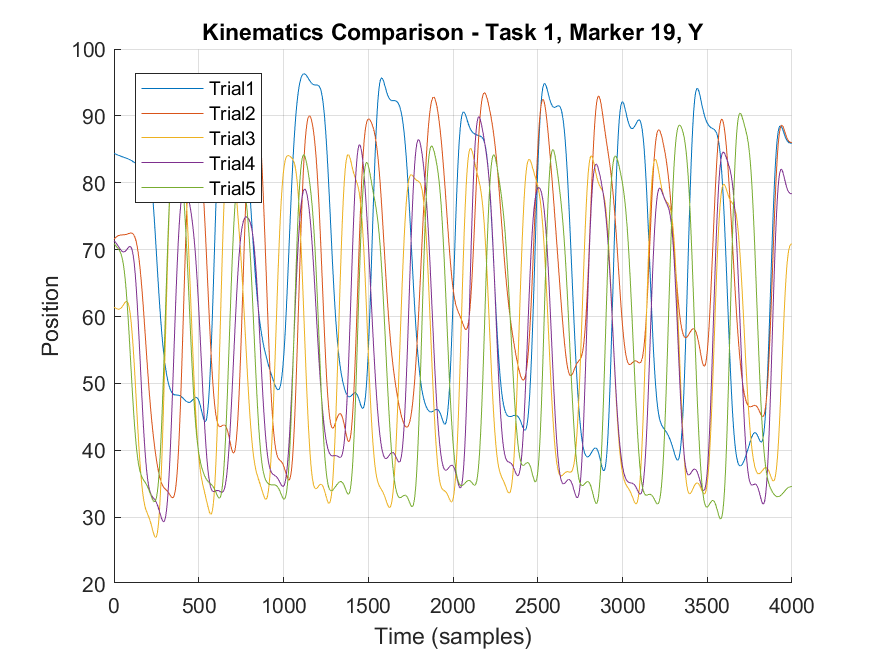 Kinematics Comparison - Task 1, Marker 19, Y
100
90
80
70
60
50
40
30
20
Position
Trial1
Trial2
Trial3
Trial4
Trial5
0 500 1000 1500 2000 2500 3000 3500 4000
Time (samples)